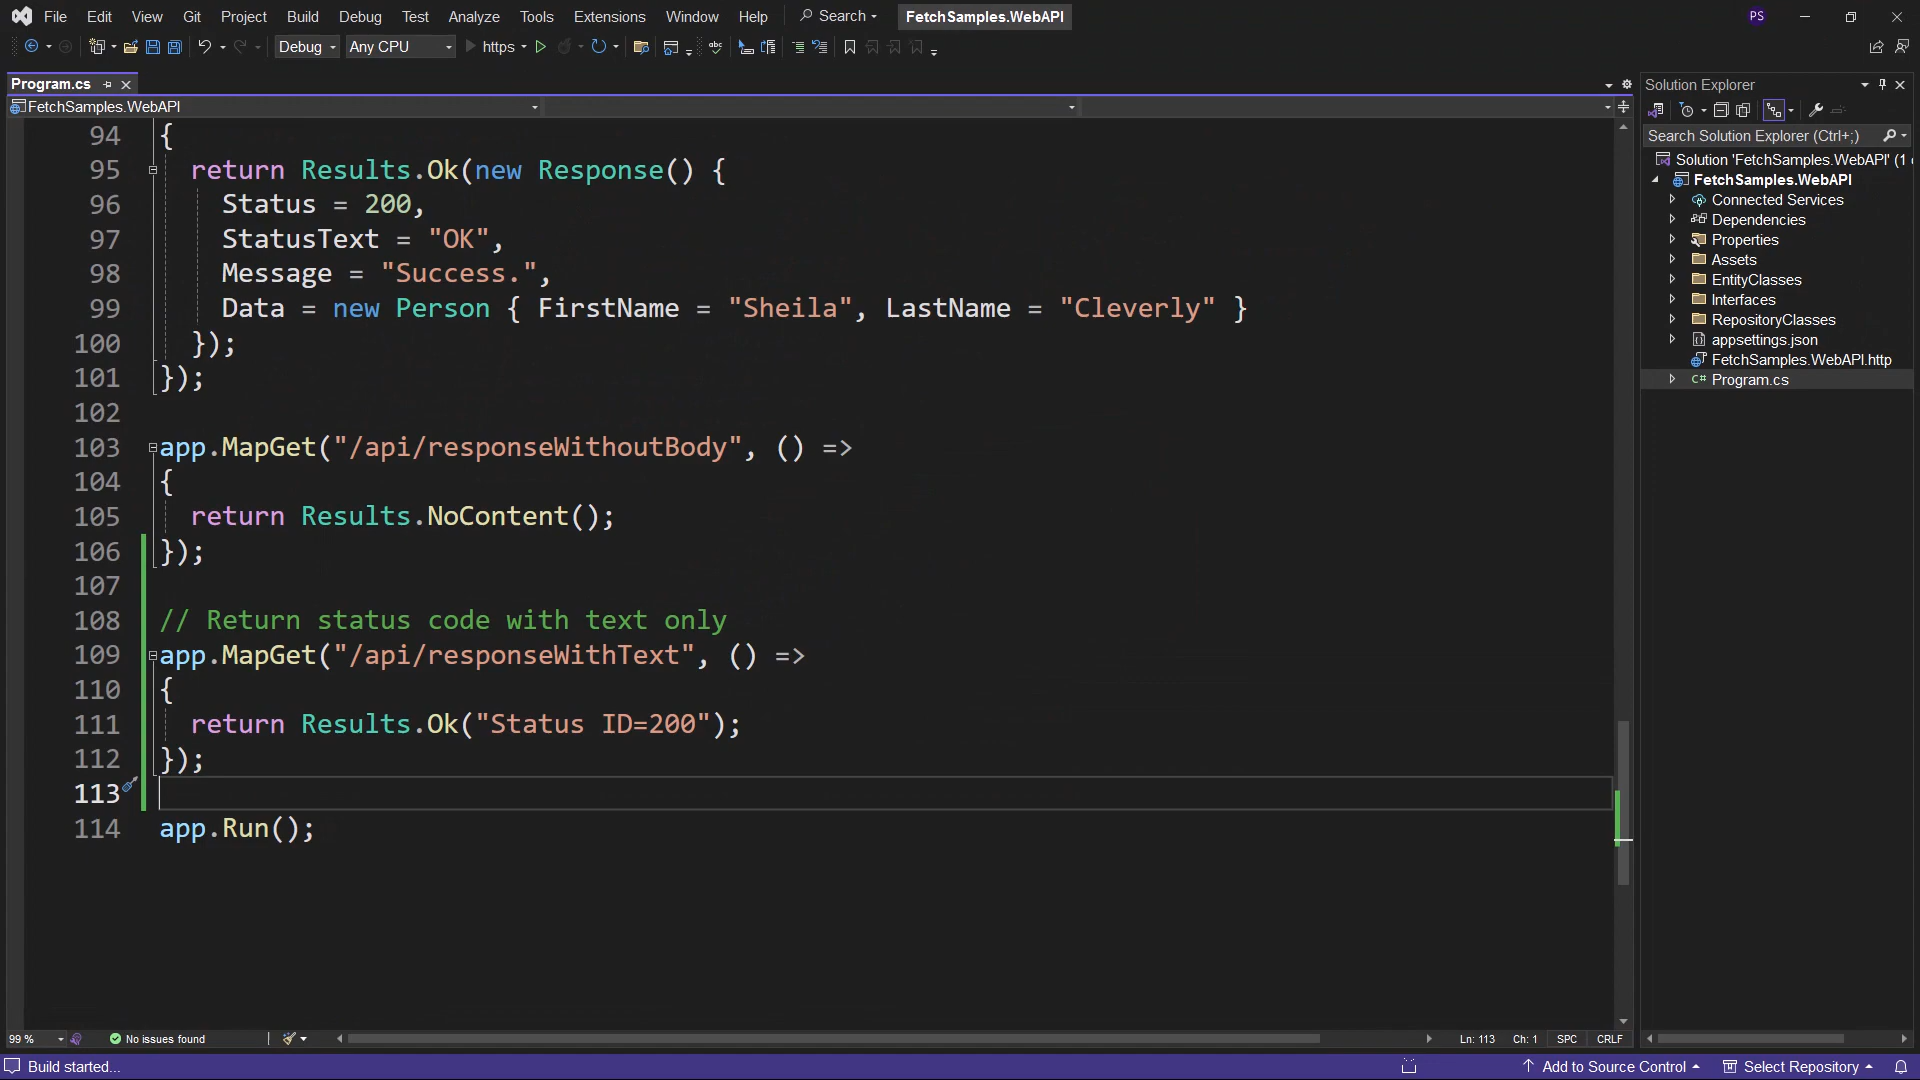 File Edit View Git Project Build Debug Test Analyze Tools Extensions Window Help Search FetchSamples.WebAPI PS
Debug Any CPU https
Program.cs
FetchSamples.WebAPI
94 {
95 return Results.Ok(new Response() {
96 Status = 200,
97 StatusText = "OK",
98 Message = "Success.",
99 Data = new Person { FirstName = "Sheila", LastName = "Cleverly" }
100 });
101 });
102
103 app.MapGet("/api/responseWithoutBody", () =>
104 {
105 return Results.NoContent();
106 });
107
108 // Return status code with text only
109 app.MapGet("/api/responseWithText", () =>
110 {
111 return Results.Ok("Status ID=200");
112 });
113
114 app.Run();
99 % No issues found Ln: 113 Ch: 1 SPC CRLF
Solution Explorer
Search Solution Explorer (Ctrl+;)
Solution 'FetchSamples.WebAPI' (1
FetchSamples.WebAPI
Connected Services
Dependencies
Properties
Assets
EntityClasses
Interfaces
RepositoryClasses
appsettings.json
FetchSamples.WebAPI.http
C# Program.cs
Build started... Add to Source Control Select Repository